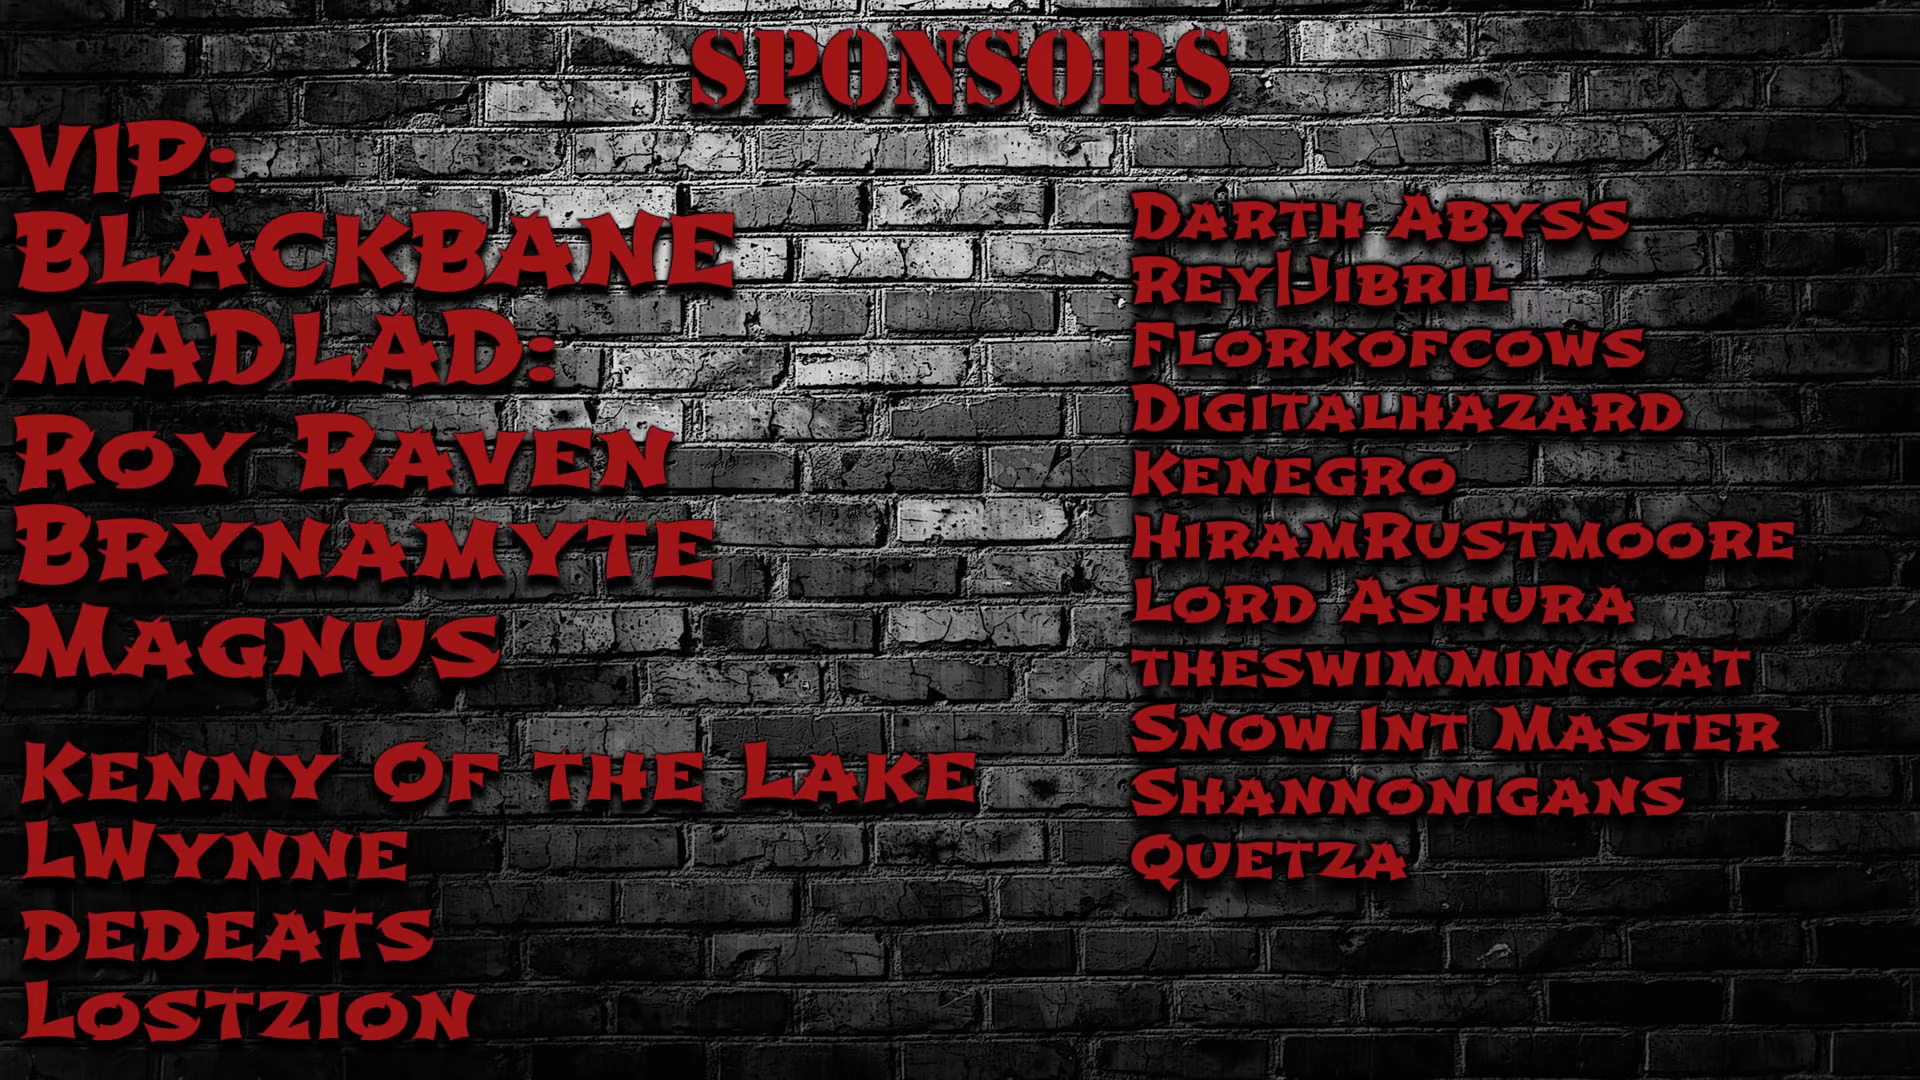 SPONSORS
VIP:
BLACKBANE
MADLAD:
Roy Raven
Brynamyte
Magnus
Kenny Of the Lake
LWynne
dedeats
Lostzion
Darth Abyss
Rey|Jibril
Florkofcows
Digitalhazard
Kenegro
HiramRustmoore
Lord Ashura
theswimmingcat
Snow Int Master
Shannonigans
Quetza